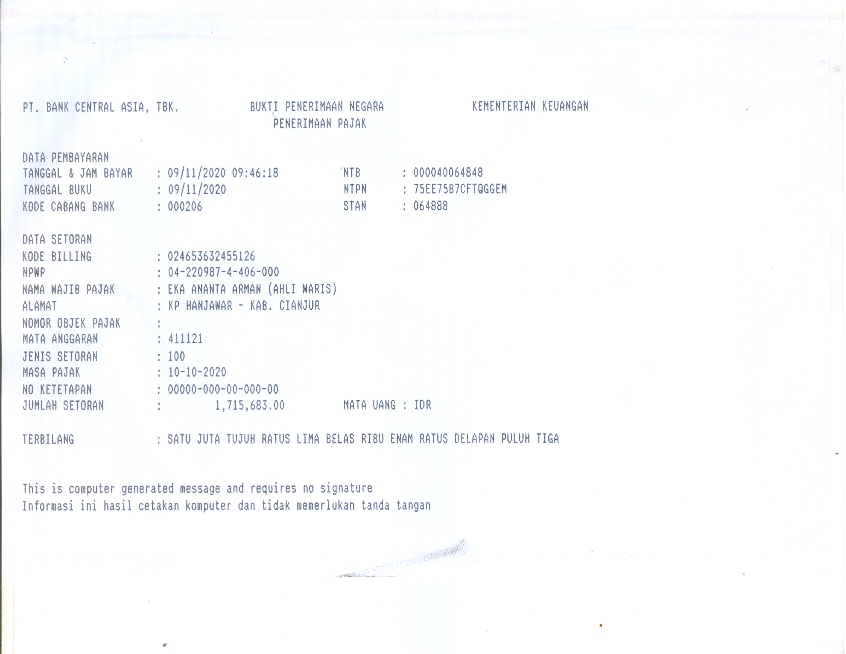 PT. BANK CENTRAL ASIA, TBK. BUKTI PENERIMAAN NEGARA KEMENTERIAN KEUANGAN
PENERIMAAN PAJAK
DATA PEMBAYARAN
TANGGAL & JAM BAYAR : 09/11/2020 09:46:18 NTB : 000040064848
TANGGAL BUKU : 09/11/2020 NTPN : 75EE7587CFTQGGEM
KODE CABANG BANK : 000206 STAN : 064888
DATA SETORAN
KODE BILLING : 024653632455126
NPWP : 04-220987-4-406-000
NAMA WAJIB PAJAK : EKA ANANTA ARMAN (AHLI WARIS)
ALAMAT : KP HANJAWAR - KAB. CIANJUR
NOMOR OBJEK PAJAK :
MATA ANGGARAN : 411121
JENIS SETORAN : 100
MASA PAJAK : 10-10-2020
NO KETETAPAN : 00000-000-00-000-00
JUMLAH SETORAN : 1,715,683.00 MATA UANG : IDR
TERBILANG : SATU JUTA TUJUH RATUS LIMA BELAS RIBU ENAM RATUS DELAPAN PULUH TIGA
This is computer generated message and requires no signature
Informasi ini hasil cetakan komputer dan tidak memerlukan tanda tangan